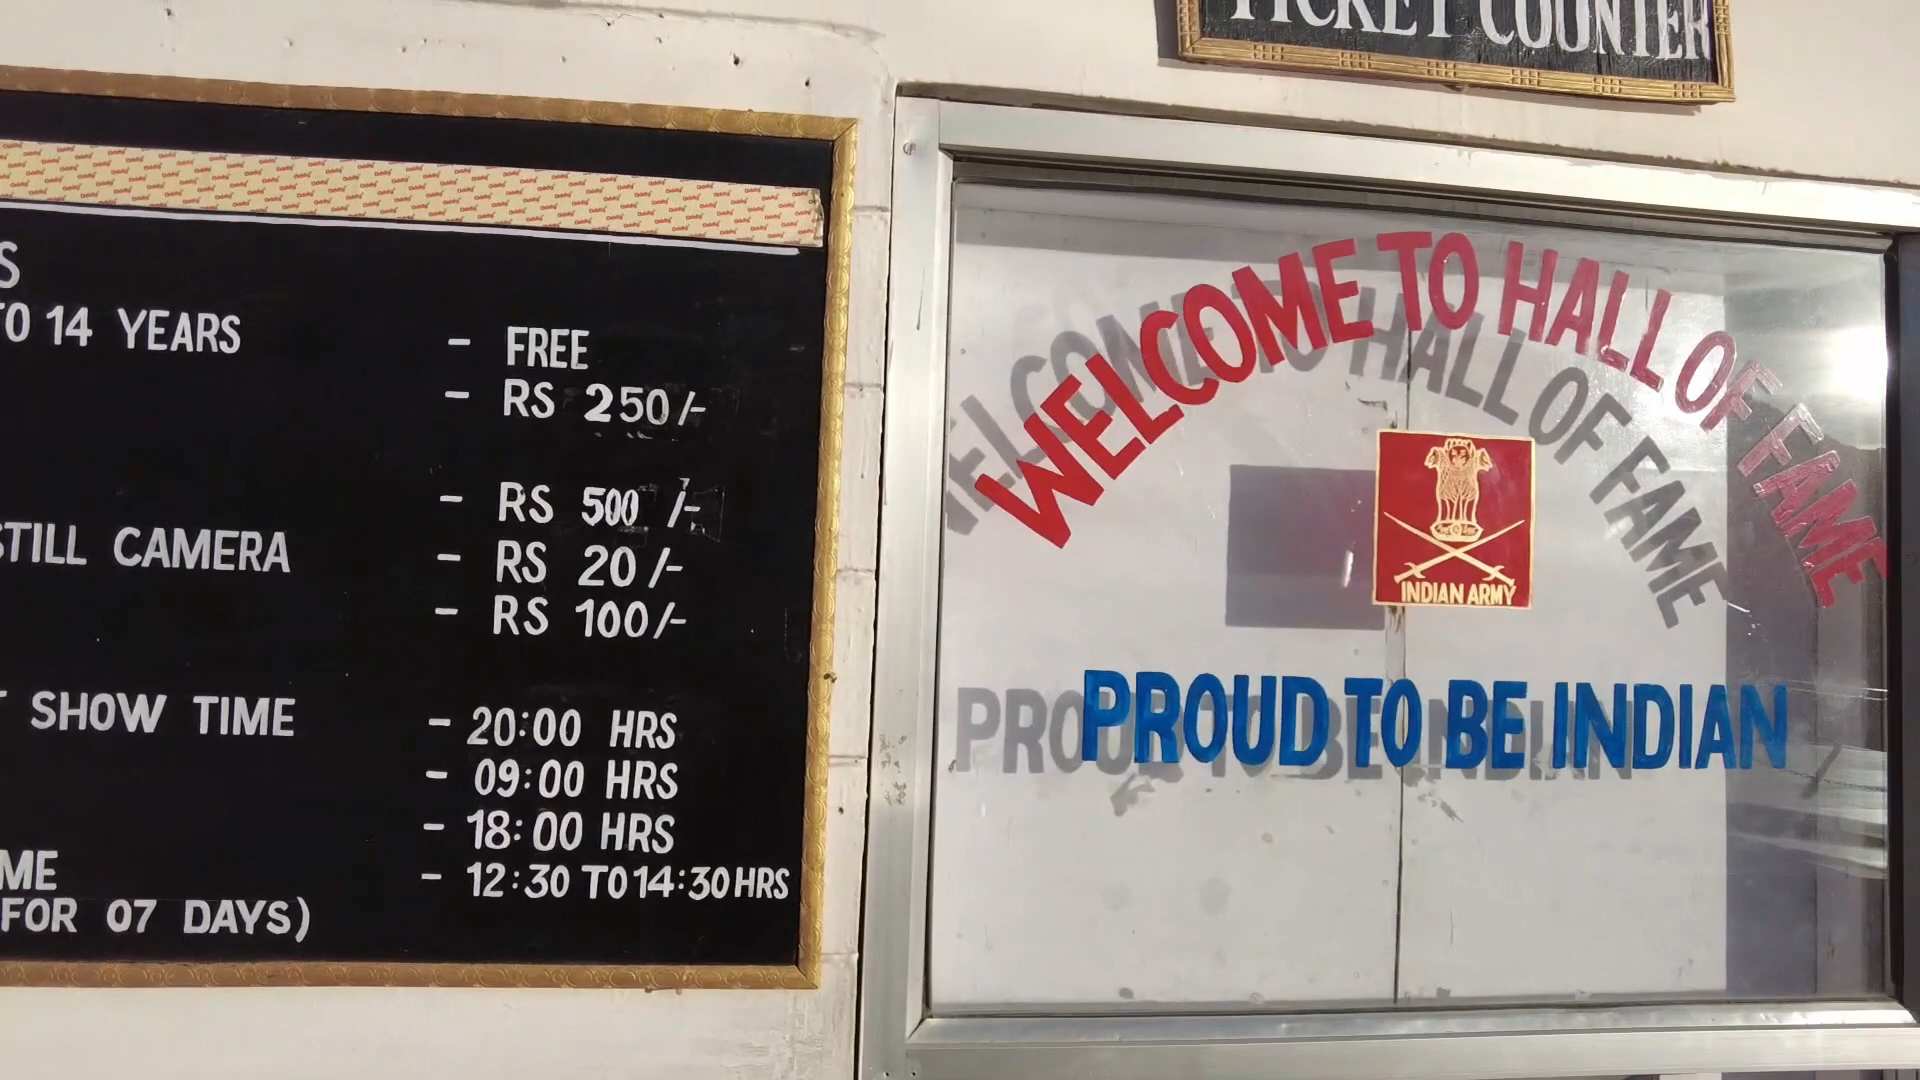 TICKET COUNTER
S
TO 14 YEARS - FREE
- RS 250/-
- RS 500/-
STILL CAMERA - RS 20/-
- RS 100/-
T SHOW TIME - 20:00 HRS
- 09:00 HRS
- 18:00 HRS
ME - 12:30 TO 14:30 HRS
FOR 07 DAYS)
WELCOME TO HALL OF FAME
INDIAN ARMY
PROUD TO BE INDIAN